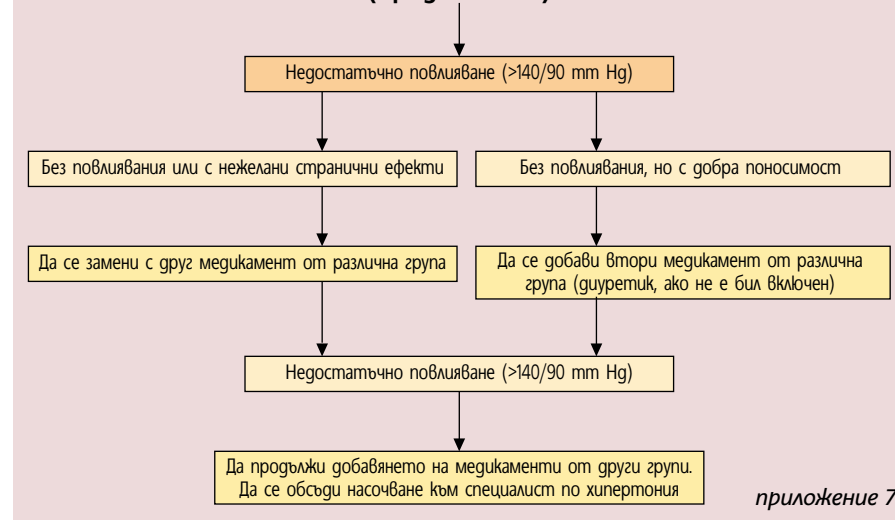 Недостатъчно повлияване (>140/90 mm Hg)
Без повлиявания или с нежелани странични ефекти
Без повлиявания, но с добра поносимост
Да се замени с друг медикамент от различна група
Да се добави втори медикамент от различна
група (диуретик, ако не е бил включен)
Недостатъчно повлияване (>140/90 mm Hg)
Да продължи добавянето на медикаменти от други групи.
Да се обсъди насочване към специалист по хипертония
приложение 7